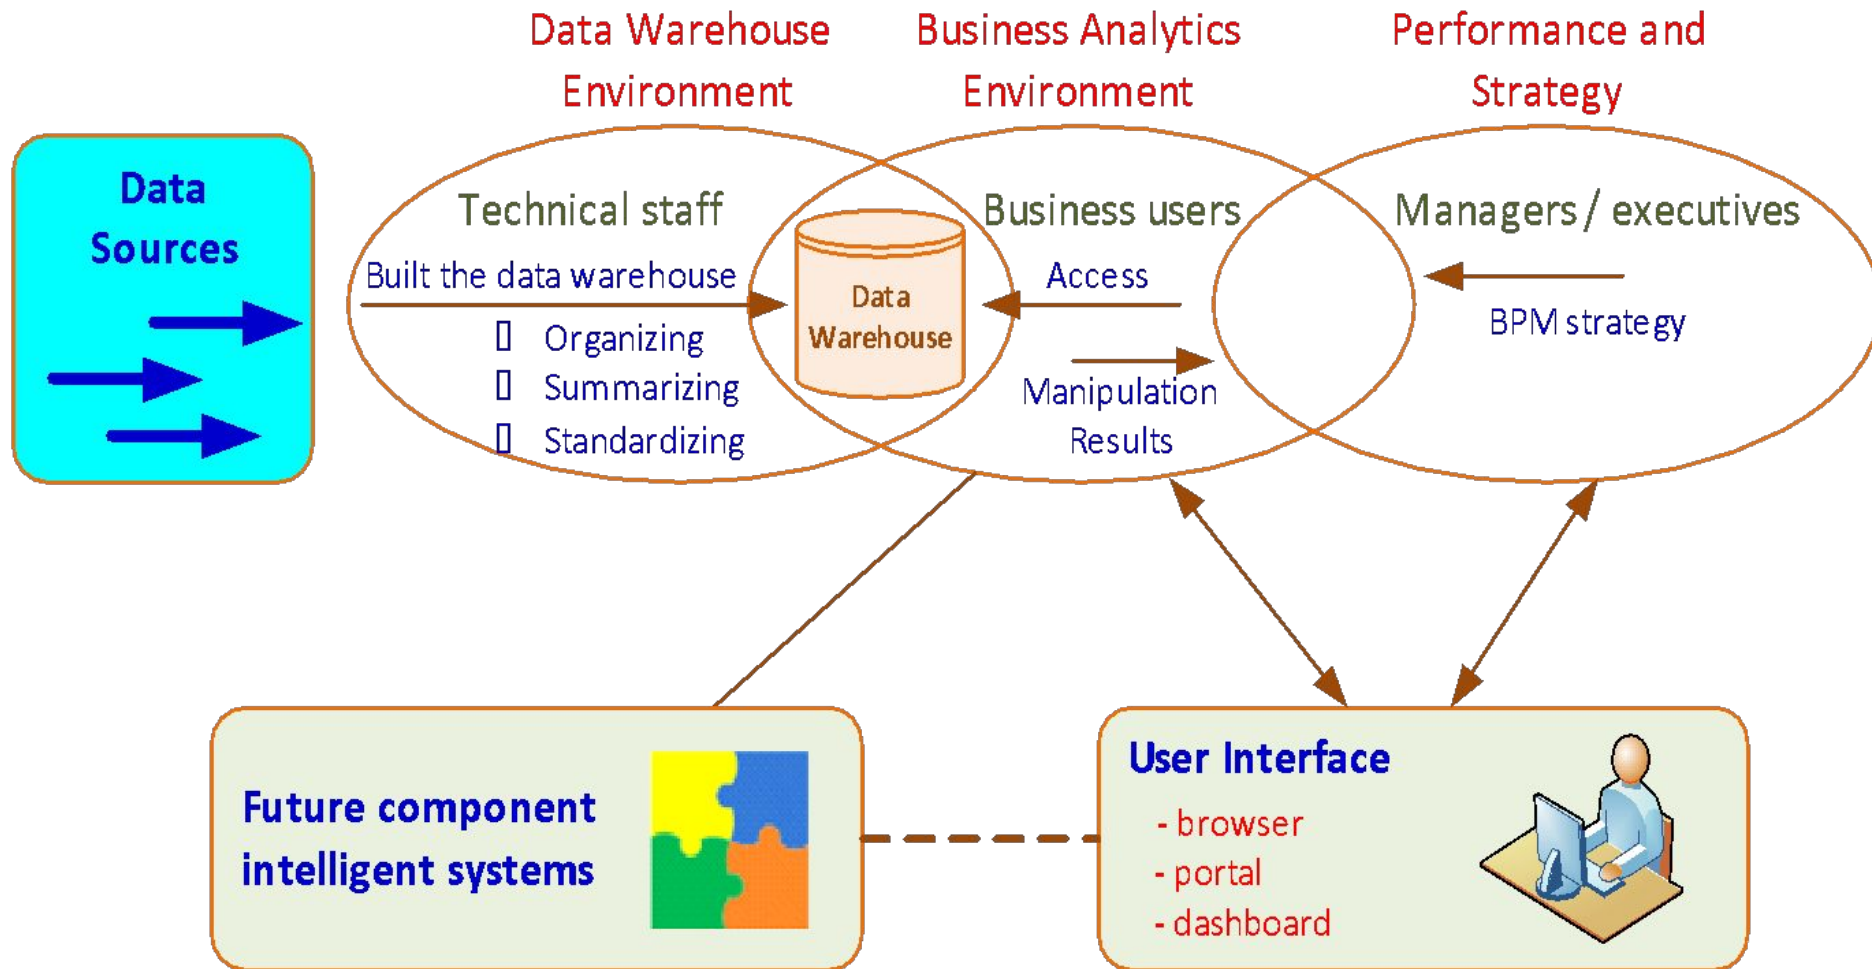 Data Warehouse
Environment
Business Analytics
Environment
Performance and
Strategy
Data
Sources
Technical staff
Built the data warehouse
Organizing
Summarizing
Standardizing
Data
Warehouse
Business users
Access
Manipulation
Results
Managers / executives
BPM strategy
Future component
intelligent systems
User Interface
- browser
- portal
- dashboard